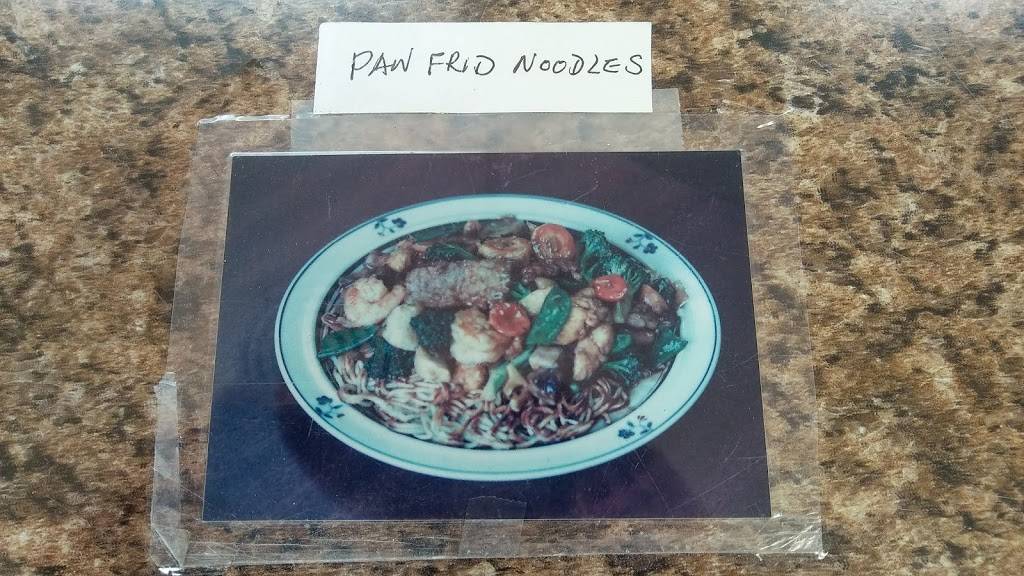 PAN FRID NOODLES